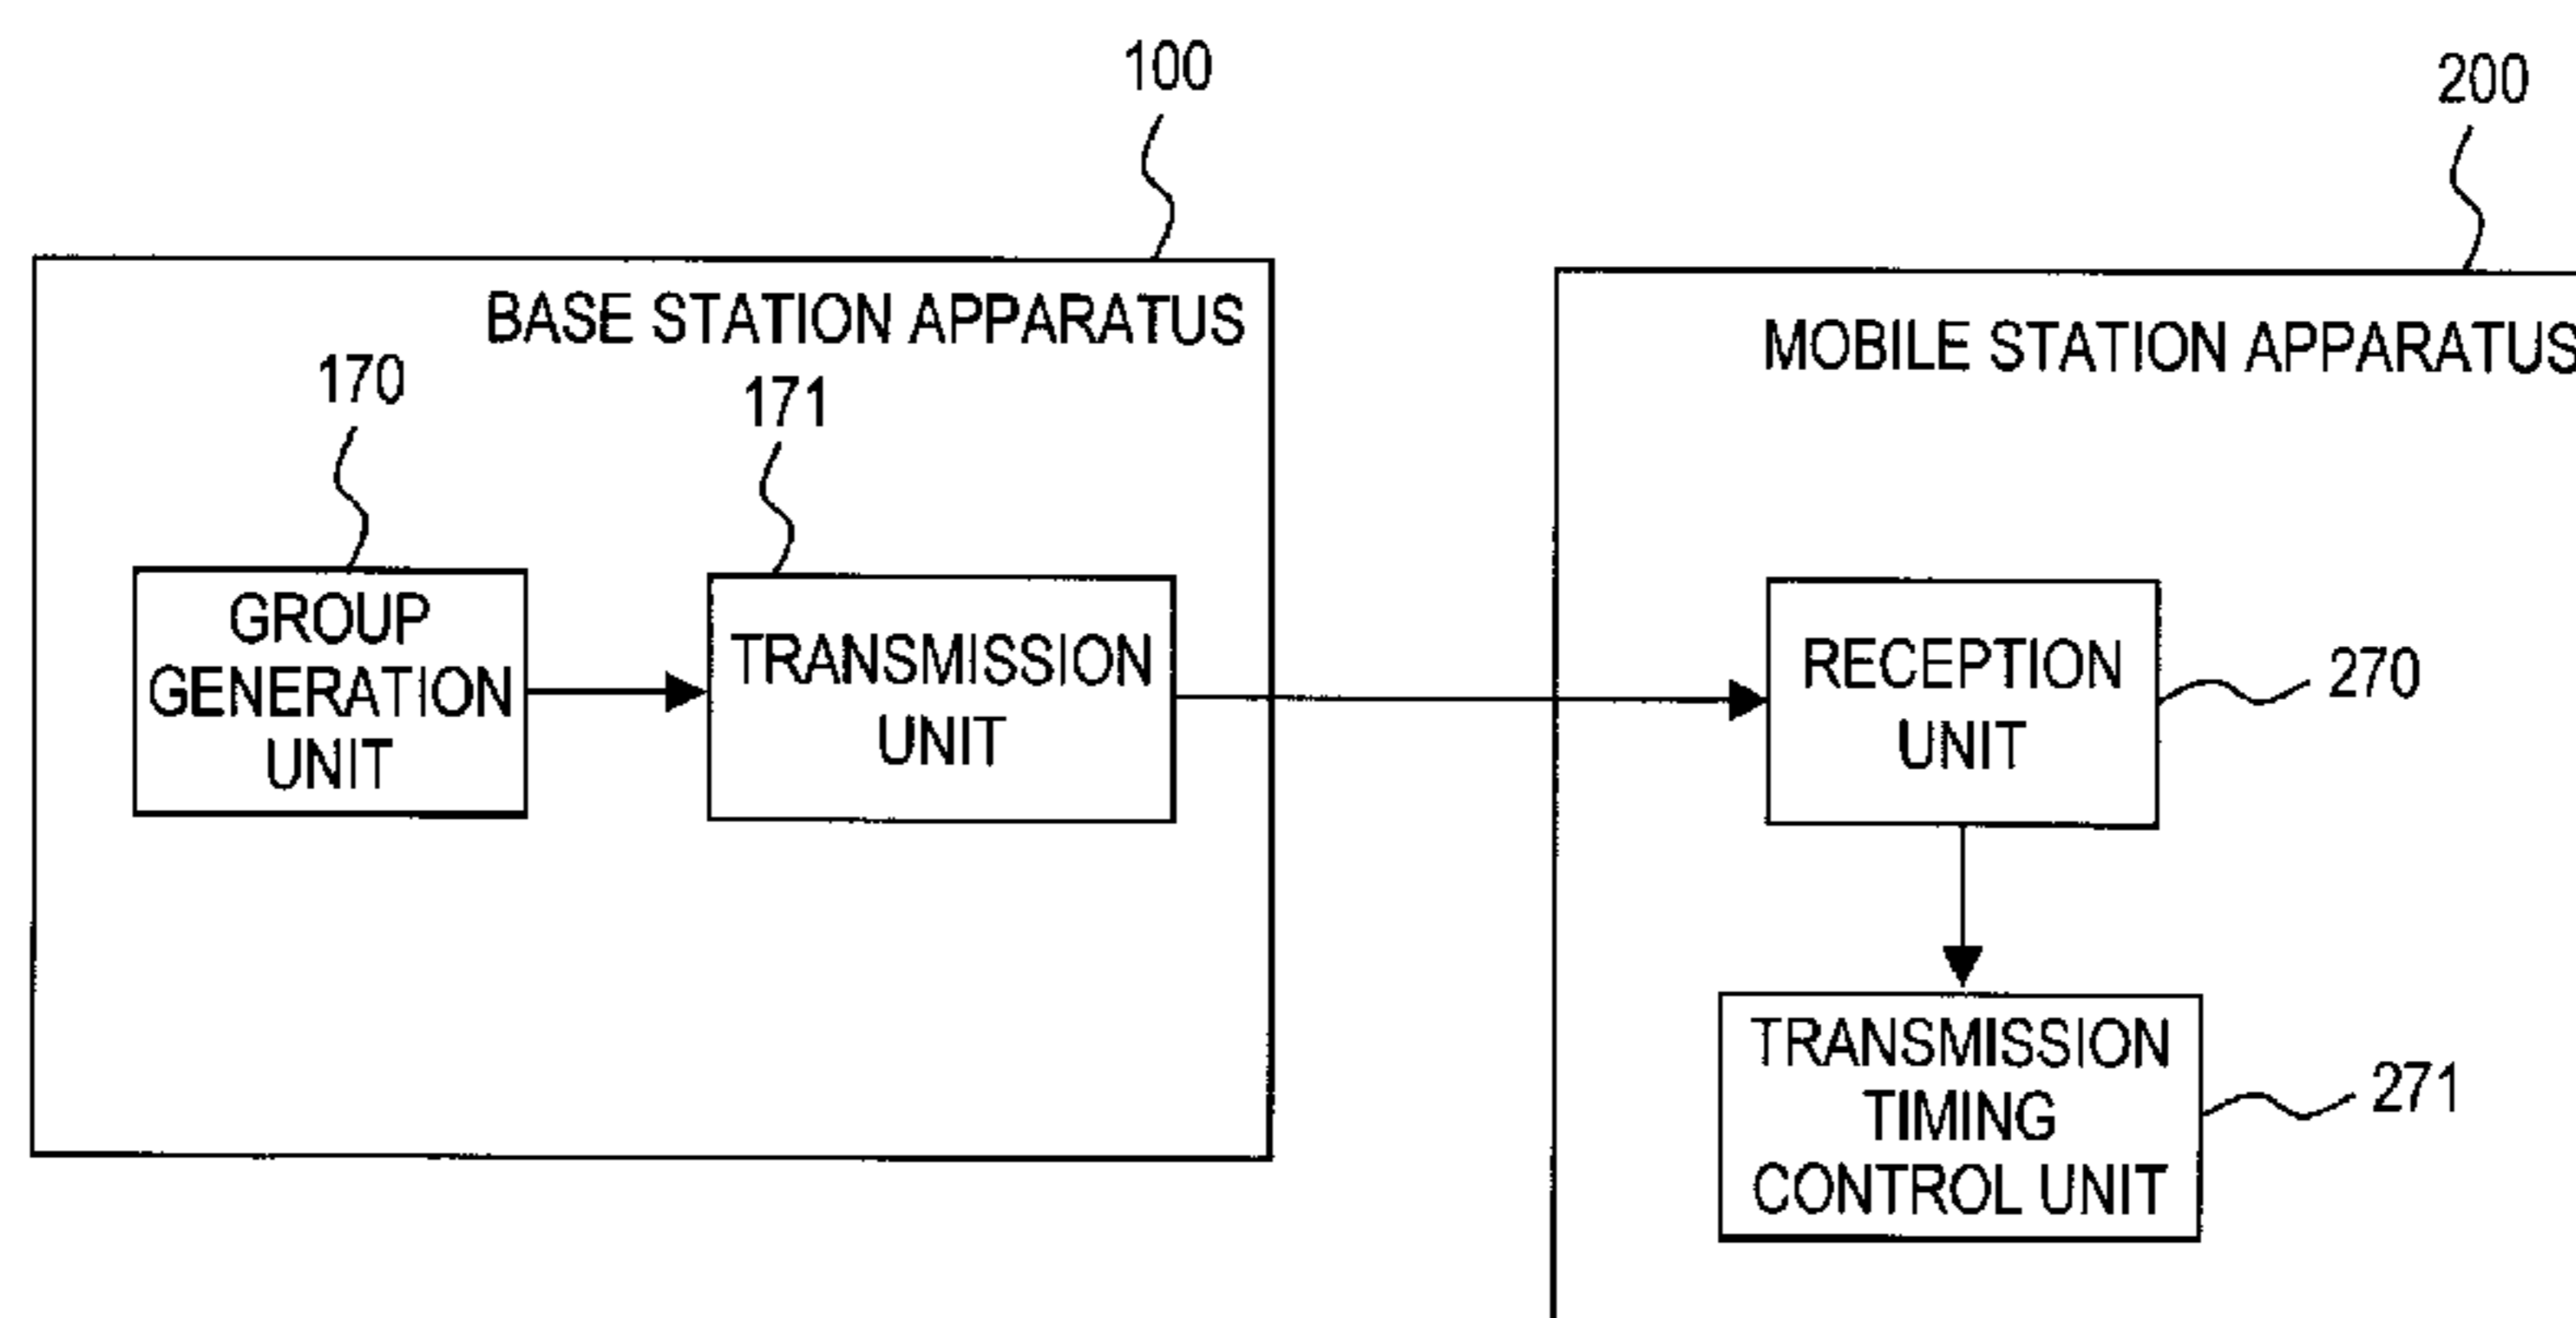 100
200
BASE STATION APPARATUS
MOBILE STATION APPARATUS
170
171
GROUP
GENERATION
UNIT
TRANSMISSION
UNIT
RECEPTION
UNIT
270
TRANSMISSION
TIMING
CONTROL UNIT
271